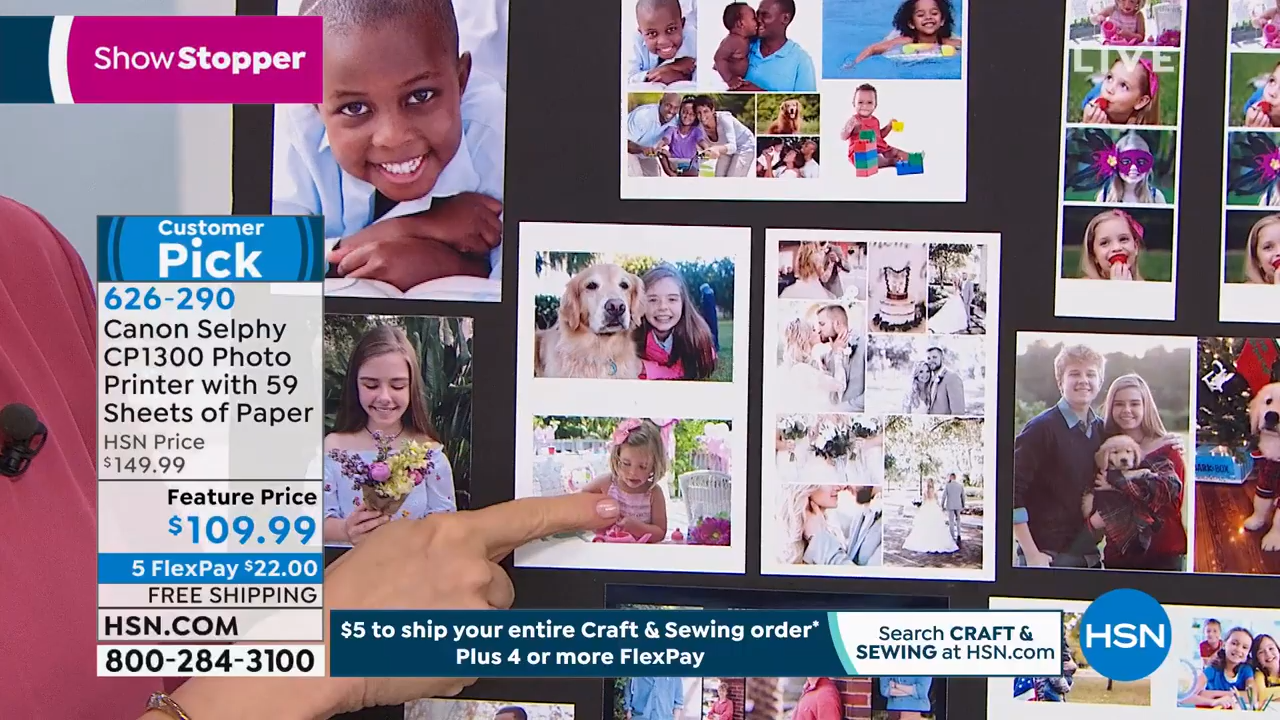 ShowStopper
LIVE
Customer
Pick
626-290
Canon Selphy
CP1300 Photo
Printer with 59
Sheets of Paper
HSN Price
$149.99
Feature Price
$109.99
5 FlexPay $22.00
FREE SHIPPING
HSN.COM
800-284-3100
$5 to ship your entire Craft & Sewing order*
Plus 4 or more FlexPay
Search CRAFT &
SEWING at HSN.com
HSN
BARK BOX